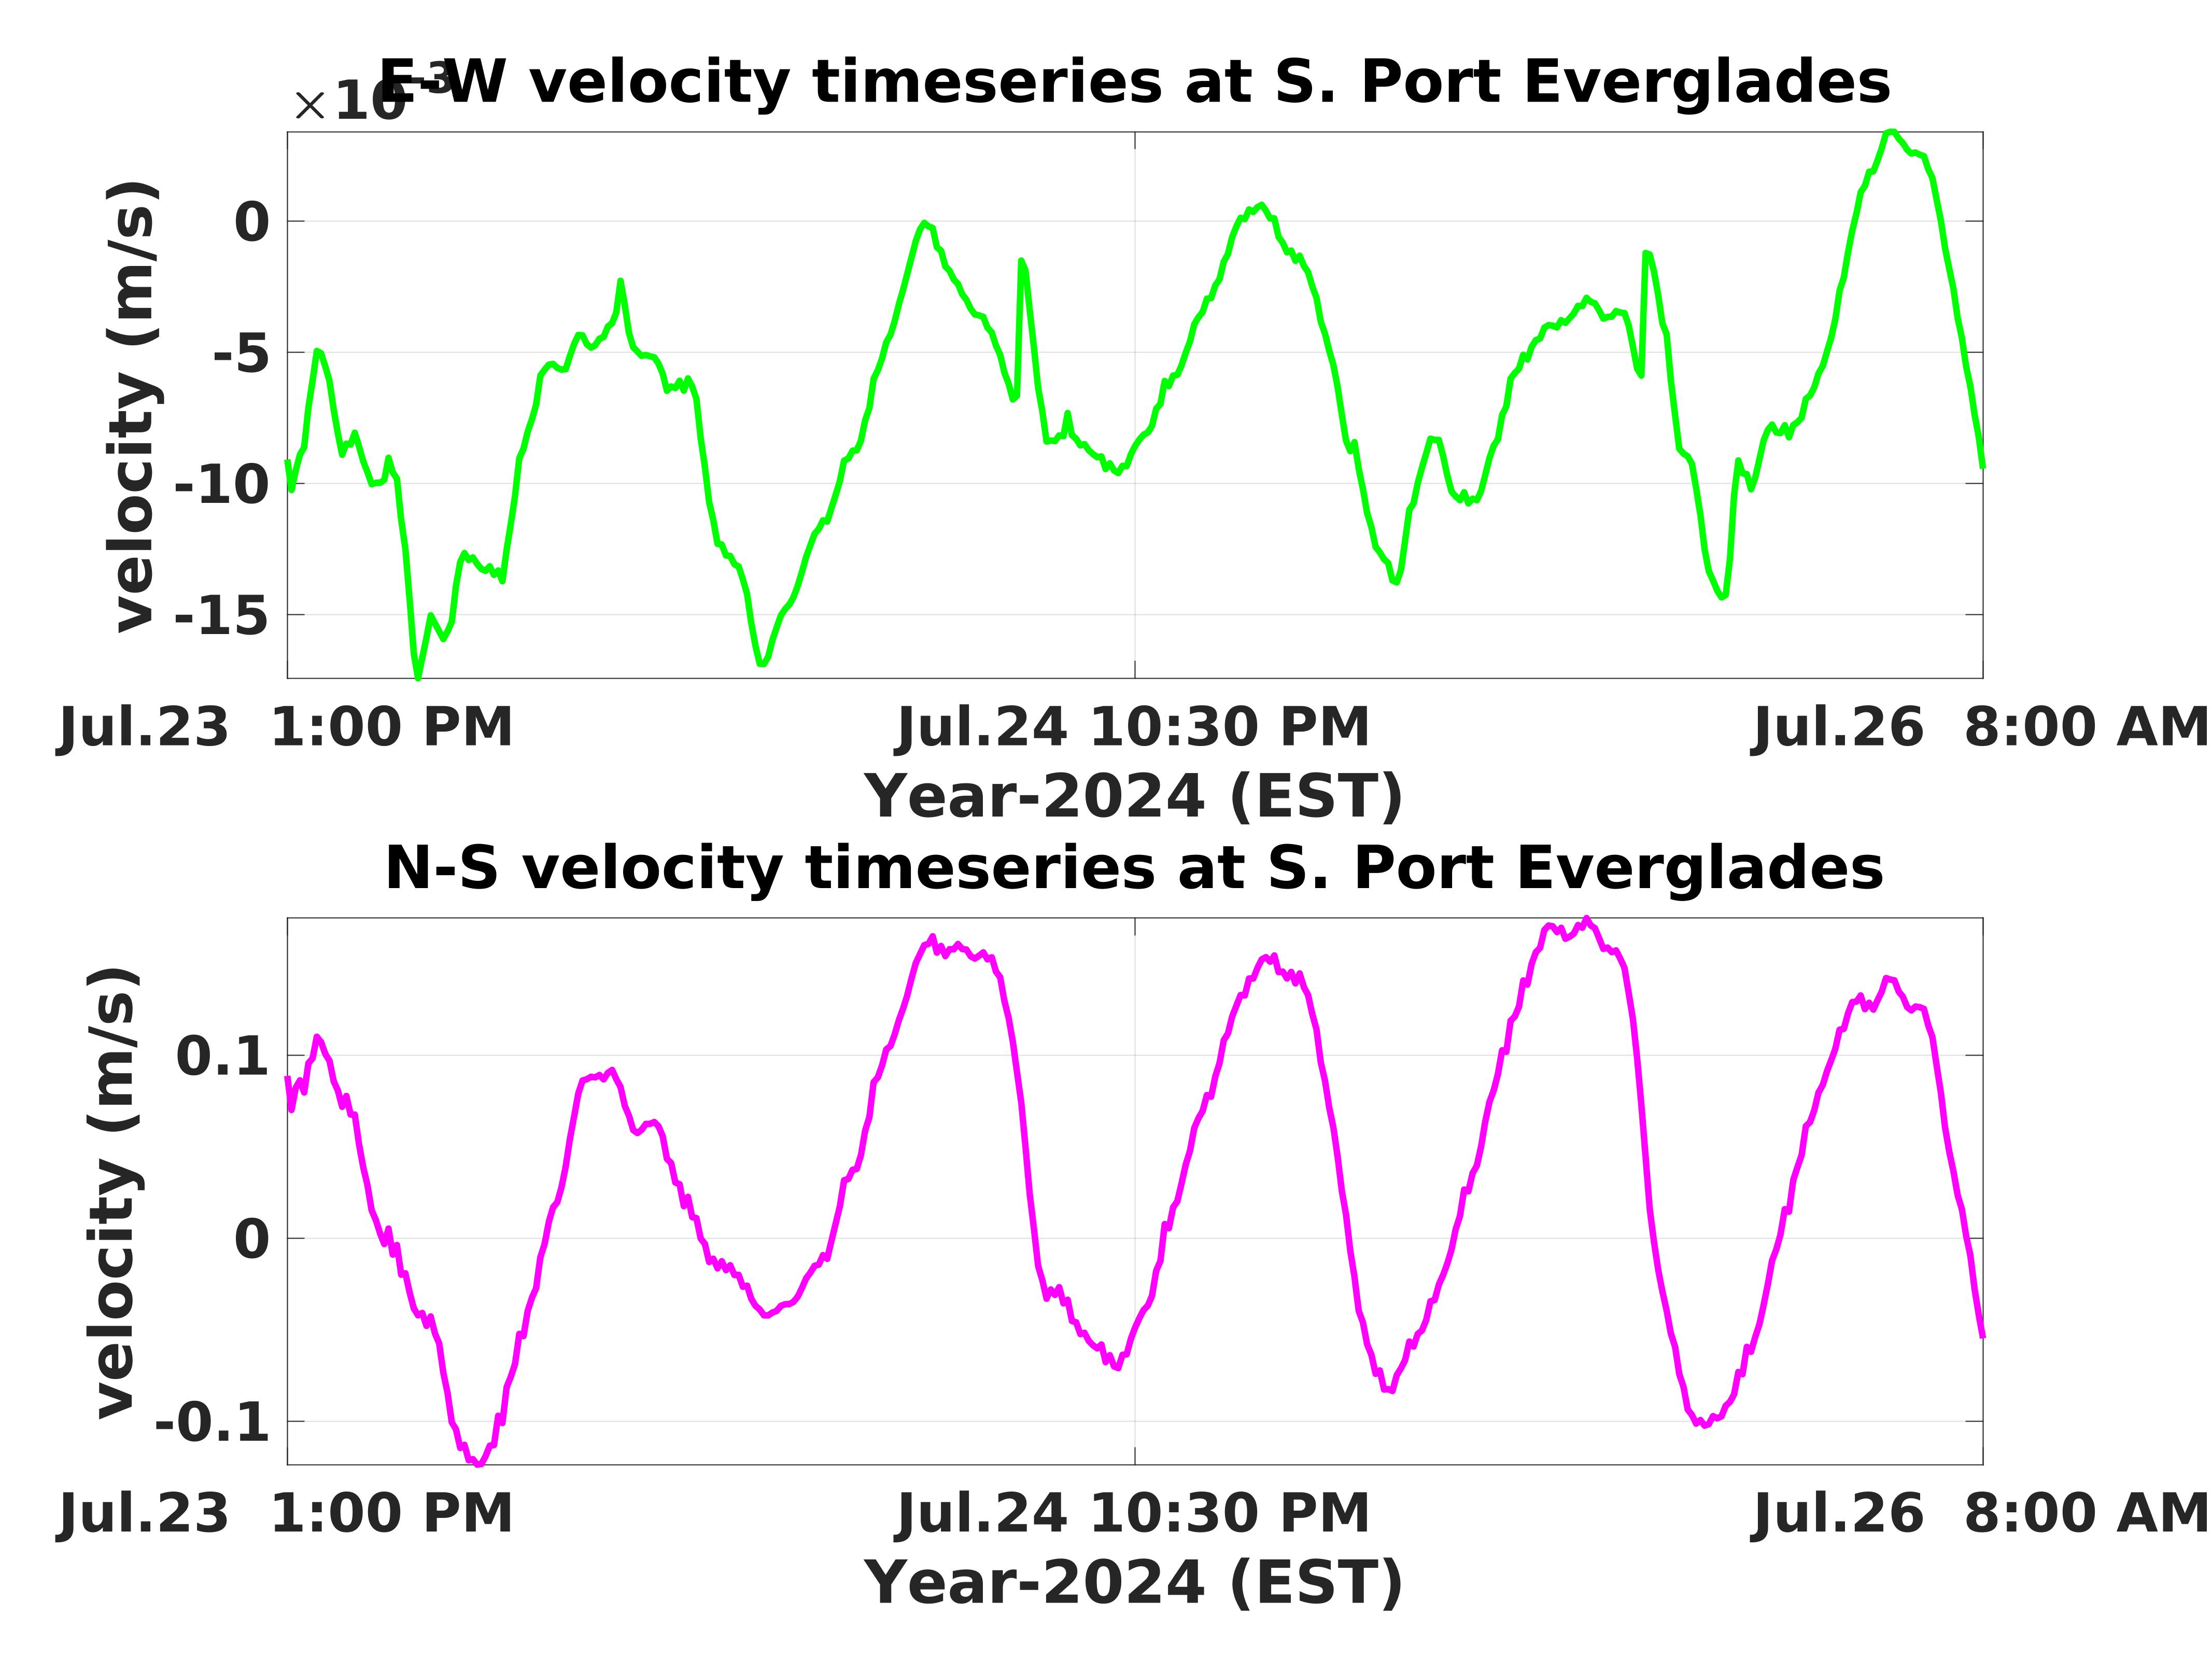 E-W velocity timeseries at S. Port Everglades
×10-3
velocity (m/s)
0
-5
-10
-15
Jul.23 1:00 PM
Jul.24 10:30 PM
Jul.26 8:00 AM
Year-2024 (EST)
N-S velocity timeseries at S. Port Everglades
velocity (m/s)
0.1
0
-0.1
Jul.23 1:00 PM
Jul.24 10:30 PM
Jul.26 8:00 AM
Year-2024 (EST)